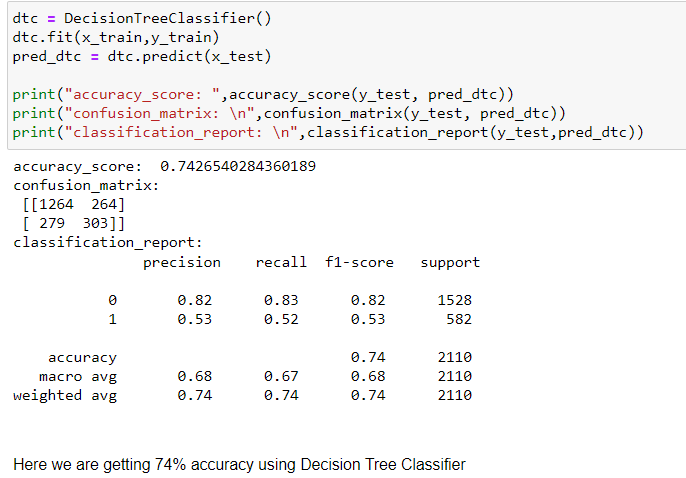 dtc = DecisionTreeClassifier()
dtc.fit(x_train,y_train)
pred_dtc = dtc.predict(x_test)
print("accuracy_score: ",accuracy_score(y_test, pred_dtc))
print("confusion_matrix: \n",confusion_matrix(y_test, pred_dtc))
print("classification_report: \n",classification_report(y_test,pred_dtc))
accuracy_score:  0.7426540284360189
confusion_matrix:
 [[1264  264]
 [ 279  303]]
classification_report:
               precision    recall  f1-score   support
           0       0.82      0.83      0.82      1528
           1       0.53      0.52      0.53       582
    accuracy                           0.74      2110
   macro avg       0.68      0.67      0.68      2110
weighted avg       0.74      0.74      0.74      2110
Here we are getting 74% accuracy using Decision Tree Classifier